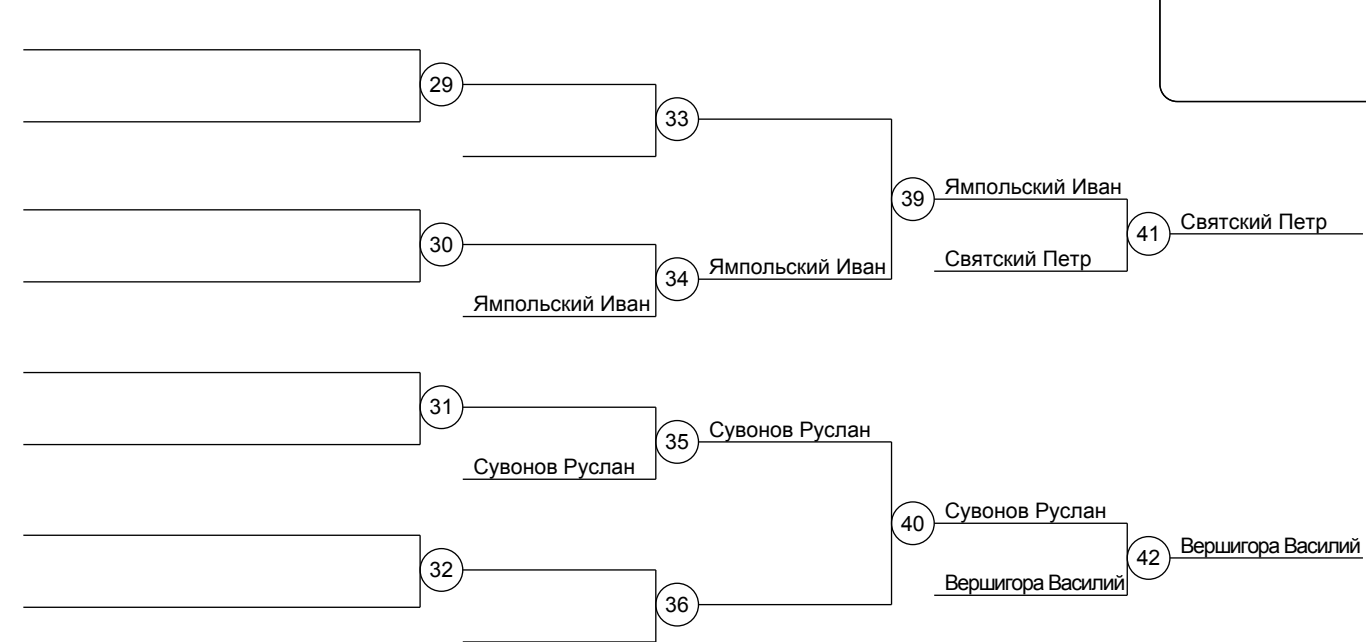 29
33
39
Ямпольский Иван
41
Святский Петр
30
Святский Петр
34
Ямпольский Иван
Ямпольский Иван
31
35
Сувонов Руслан
Сувонов Руслан
40
Сувонов Руслан
42
Вершигора Василий
32
Вершигора Василий
36